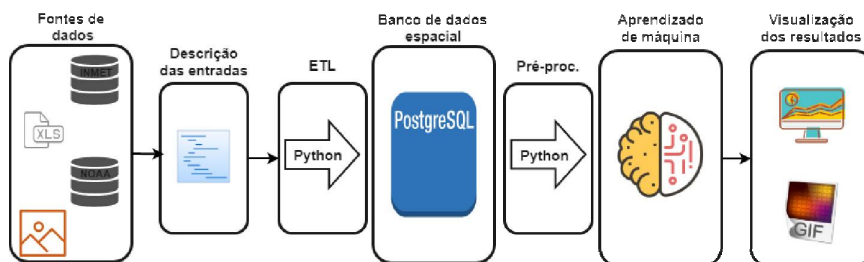 Fontes de
dados
INMET
XLS
NOAA
Descrição
das entradas
ETL
Python
Banco de dados
espacial
PostgreSQL
Pré-proc.
Python
Aprendizado
de máquina
Visualização
dos resultados
GIF